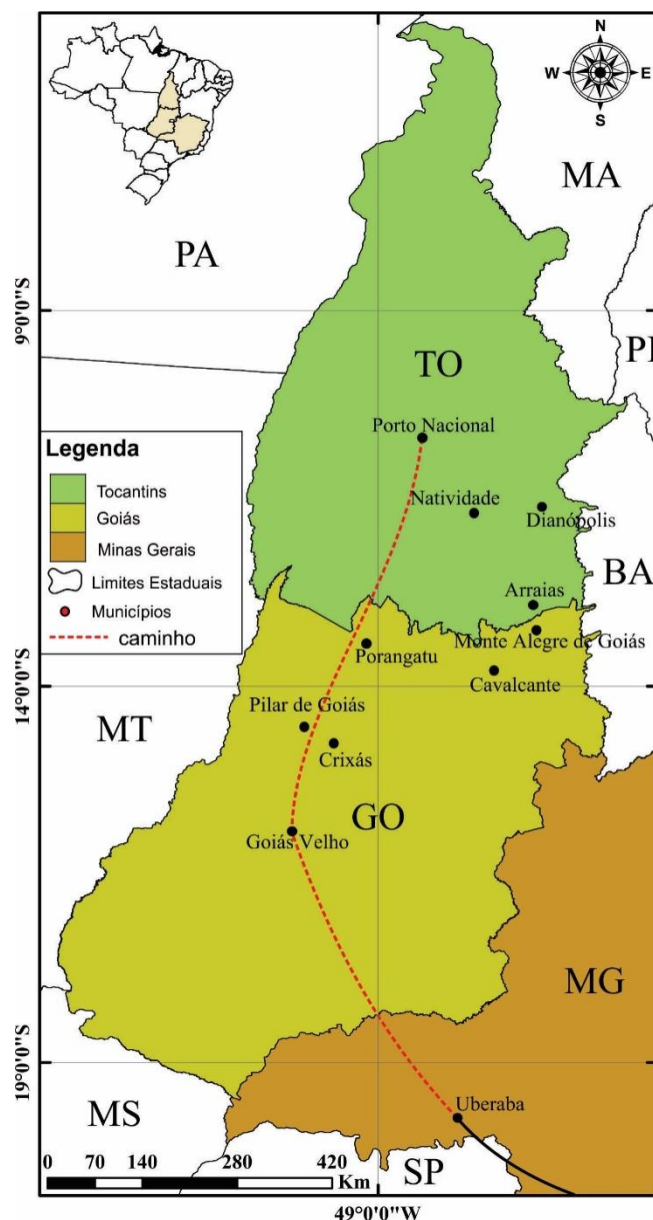 N
W
E
S
MA
PA
9°0'0"S
PI
TO
Porto Nacional
Legenda
Tocantins
Goiás
Minas Gerais
Limites Estaduais
Municípios
caminho
Natividade
Dianópolis
BA
Arraias
Monte Alegre de Goiás
Porangatu
Cavalcante
14°0'0"S
MT
Pilar de Goiás
Crixás
GO
Goiás Velho
MG
19°0'0"S
MS
Uberaba
0 70 140 280 420
Km
SP
49°0'0"W